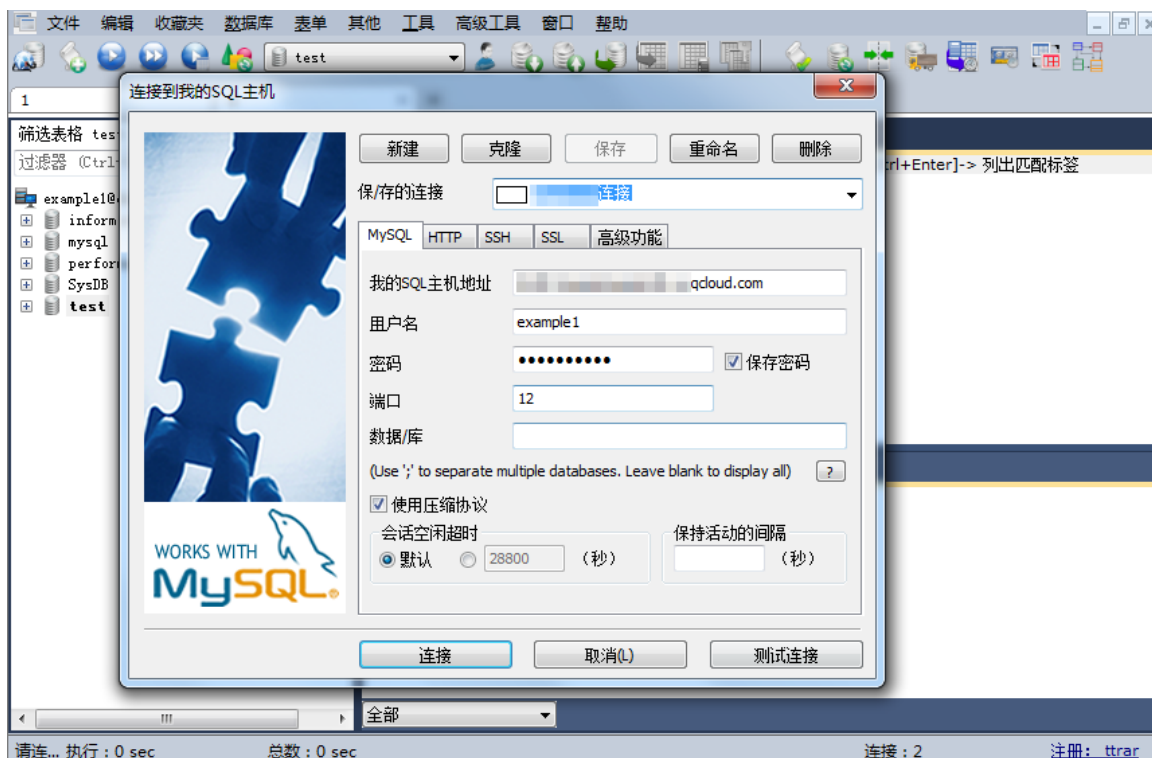 文件 编辑 收藏夹 数据库 表单 其他 工具 高级工具 窗口 帮助
test
1
连接到我的SQL主机
筛选表格 tes
过滤器 (Ctrl
example1@
inform
mysql
perfor
SysDB
test
新建 克隆 保存 重命名 删除
保/存的连接 连接
MySQL HTTP SSH SSL 高级功能
我的SQL主机地址 qcloud.com
用户名 example1
密码 ●●●●●●●●●● 保存密码
端口 12
数据/库
(Use ';' to separate multiple databases. Leave blank to display all) ?
使用压缩协议
会话空闲超时 保持活动的间隔
默认 28800 (秒) (秒)
WORKS WITH
MySQL®
连接 取消(L) 测试连接
trl+Enter]-> 列出匹配标签
全部
请连... 执行：0 sec 总数：0 sec 连接：2 注册： ttrar